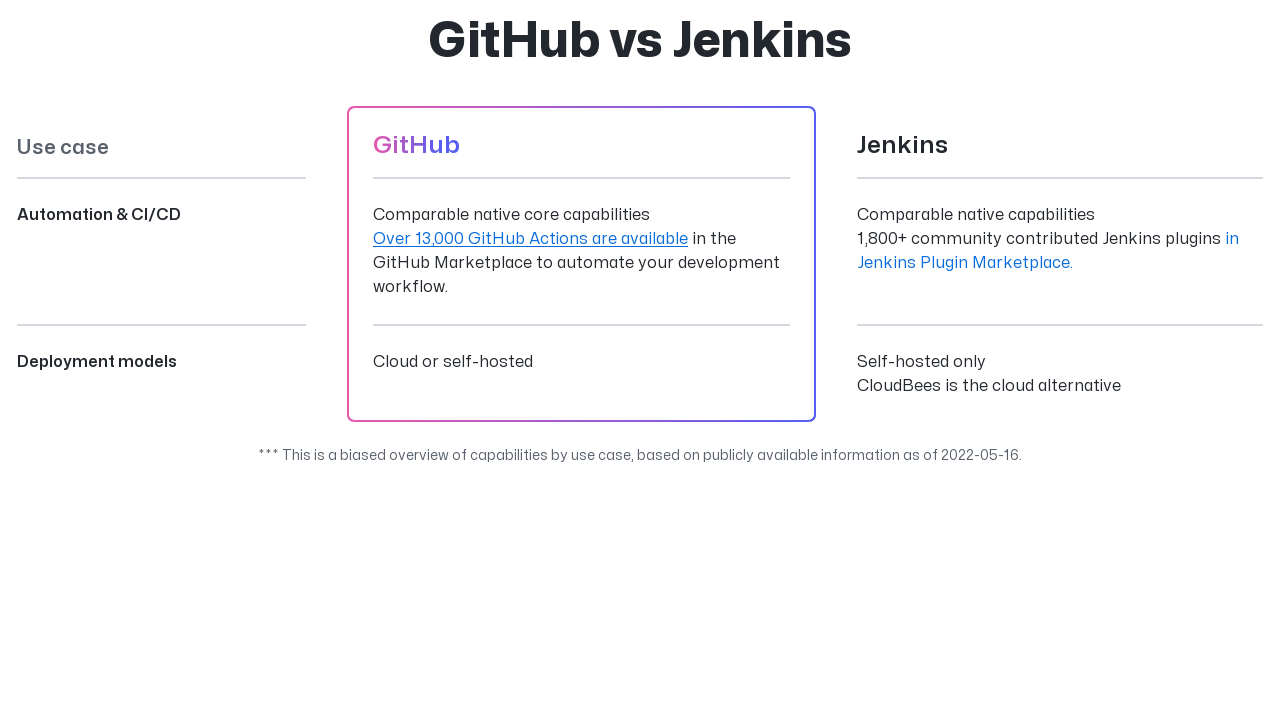 GitHub vs Jenkins
Use case
GitHub
Jenkins
Automation & CI/CD
Comparable native core capabilities
Over 13,000 GitHub Actions are available in the
GitHub Marketplace to automate your development
workflow.
Comparable native capabilities
1,800+ community contributed Jenkins plugins in
Jenkins Plugin Marketplace.
Deployment models
Cloud or self-hosted
Self-hosted only
CloudBees is the cloud alternative
*** This is a biased overview of capabilities by use case, based on publicly available information as of 2022-05-16.